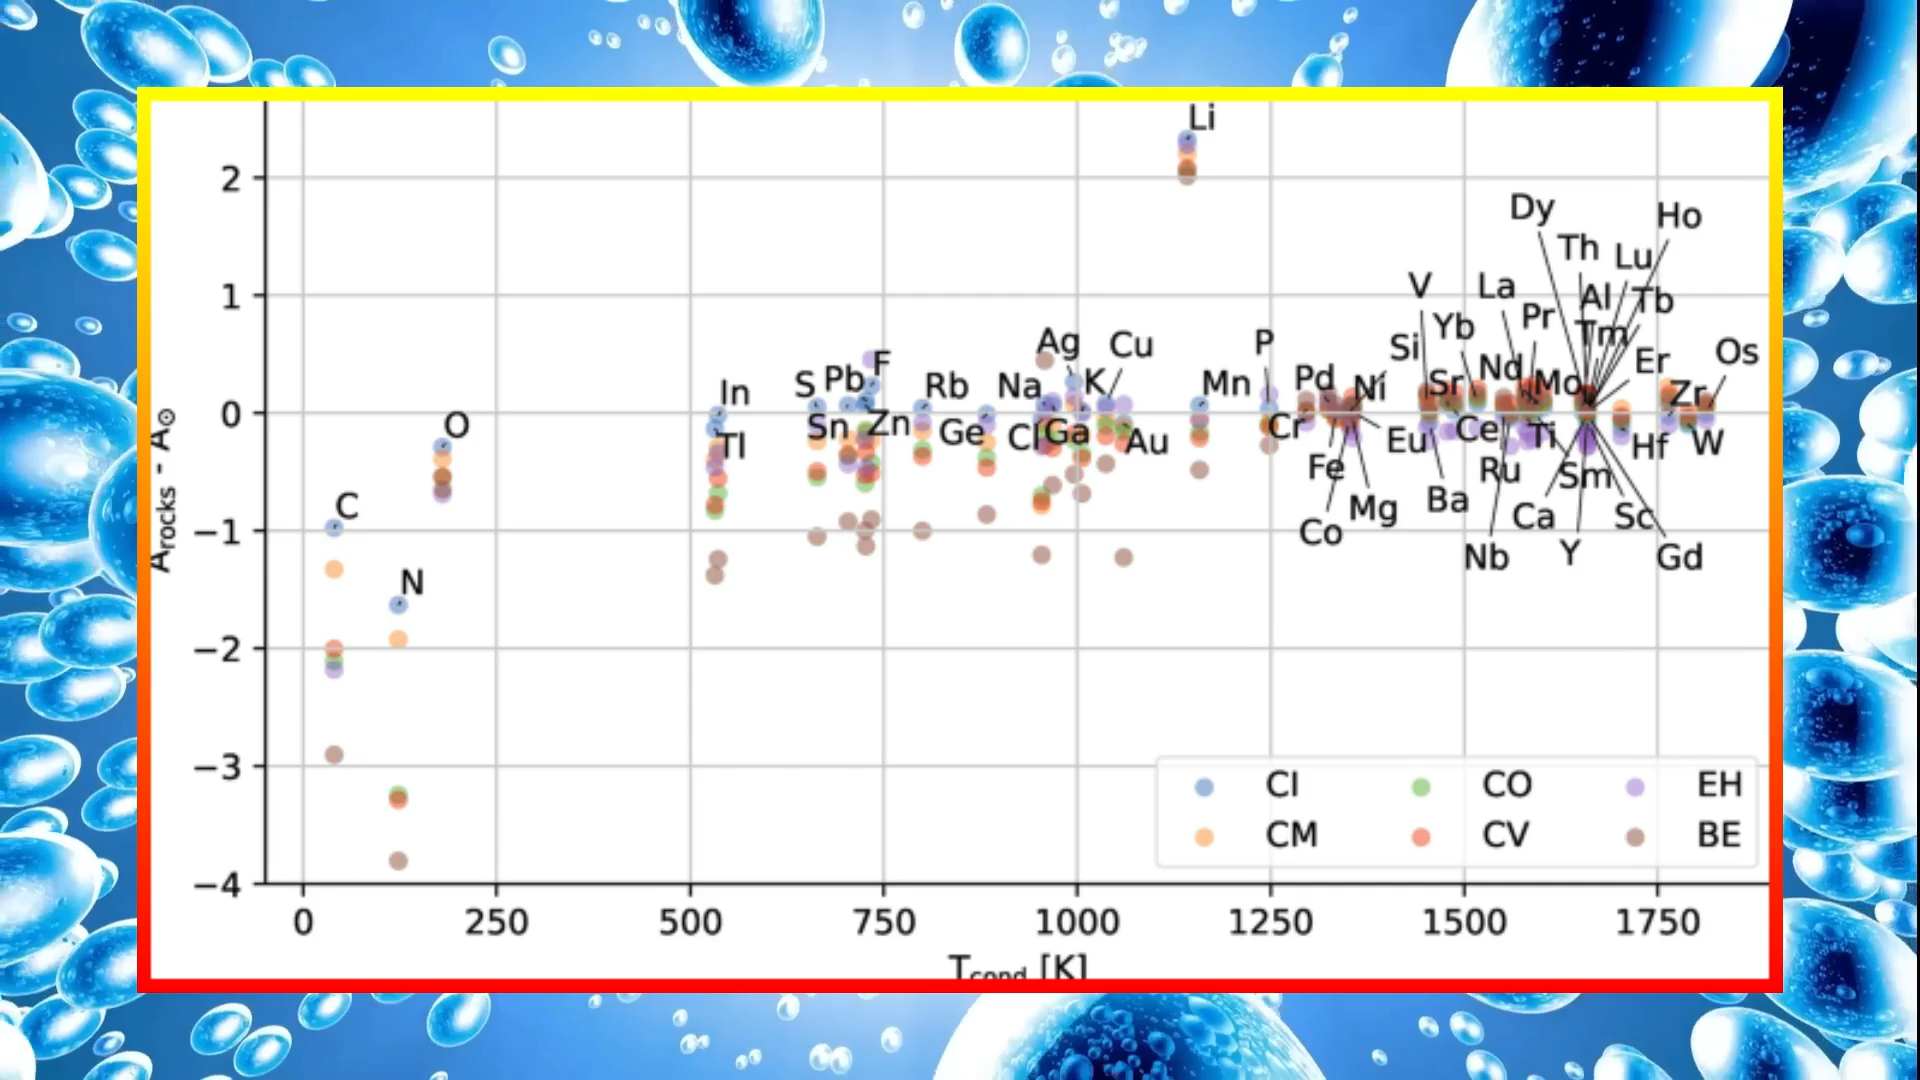 Li
2
Dy
Ho
Th
Lu
V
La
Al
Tb
1
Pr
Yb
Tm
Ag
Cu
P
Si
Er
Os
F
Pb
Nd
S
In
Rb
Na
K
Mn
Pd
Ni
Sr
Mo
Zr
0
O
Sn
Zn
Ge
Cl
Ga
Au
Cr
Eu
Ce
Ti
Hf
W
Tl
Fe
Ru
Sm
C
Ba
Mg
Ca
Sc
−1
Co
Nb
Y
Gd
N
Arocks - A⊙
−2
−3
CI
CO
EH
CM
CV
BE
−4
0 250 500 750 1000 1250 1500 1750
Tcond [K]